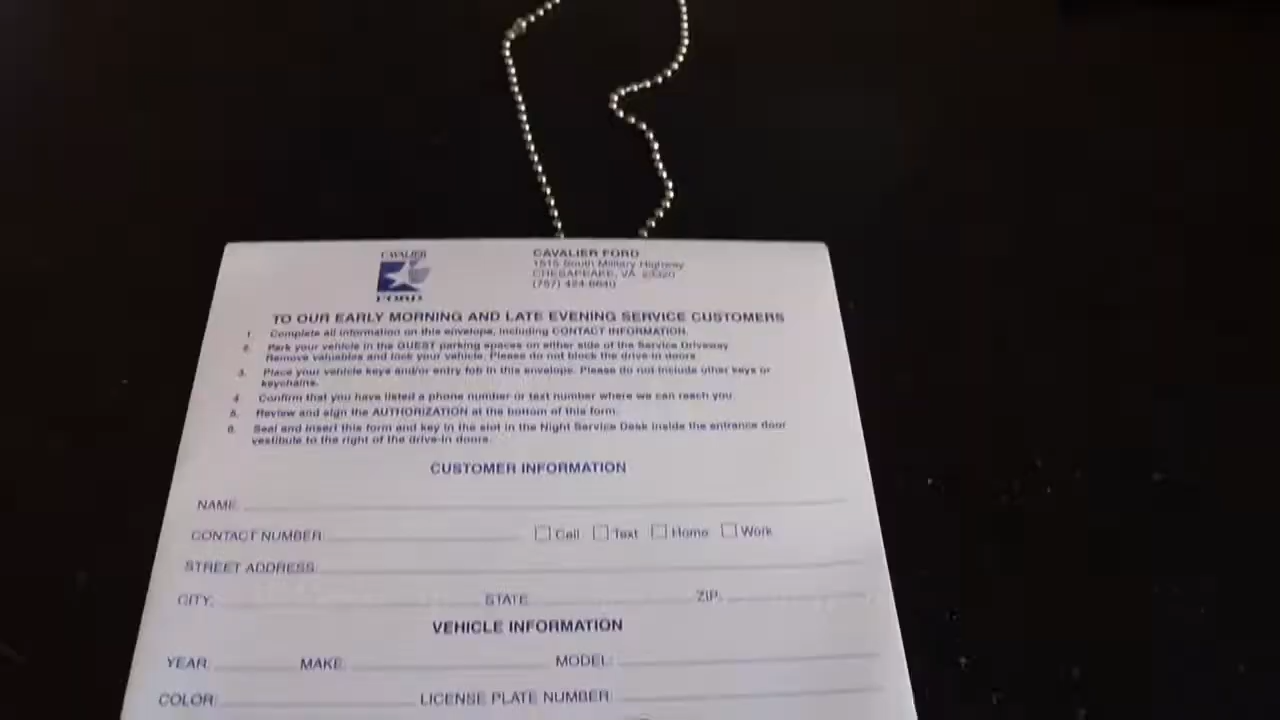 CAVALIER
FORD
CAVALIER FORD
1515 South Military Highway
CHESAPEAKE, VA 23320
(757) 424-6640
TO OUR EARLY MORNING AND LATE EVENING SERVICE CUSTOMERS
1. Complete all information on this envelope, including CONTACT INFORMATION.
2. Park your vehicle in the GUEST parking spaces on either side of the Service Driveway
Remove valuables and lock your vehicle. Please do not block the drive-in doors
3. Place your vehicle keys and/or entry fob in this envelope. Please do not include other keys or
keychains.
4 Confirm that you have listed a phone number or text number where we can reach you
5. Review and sign the AUTHORIZATION at the bottom of this form.
6. Seal and insert this form and key in the slot in the Night Service Desk inside the entrance door
vestibule to the right of the drive-in doors.
CUSTOMER INFORMATION
NAME
CONTACT NUMBER Cell Text Home Work
STREET ADDRESS
CITY STATE ZIP
VEHICLE INFORMATION
YEAR MAKE MODEL:
COLOR LICENSE PLATE NUMBER